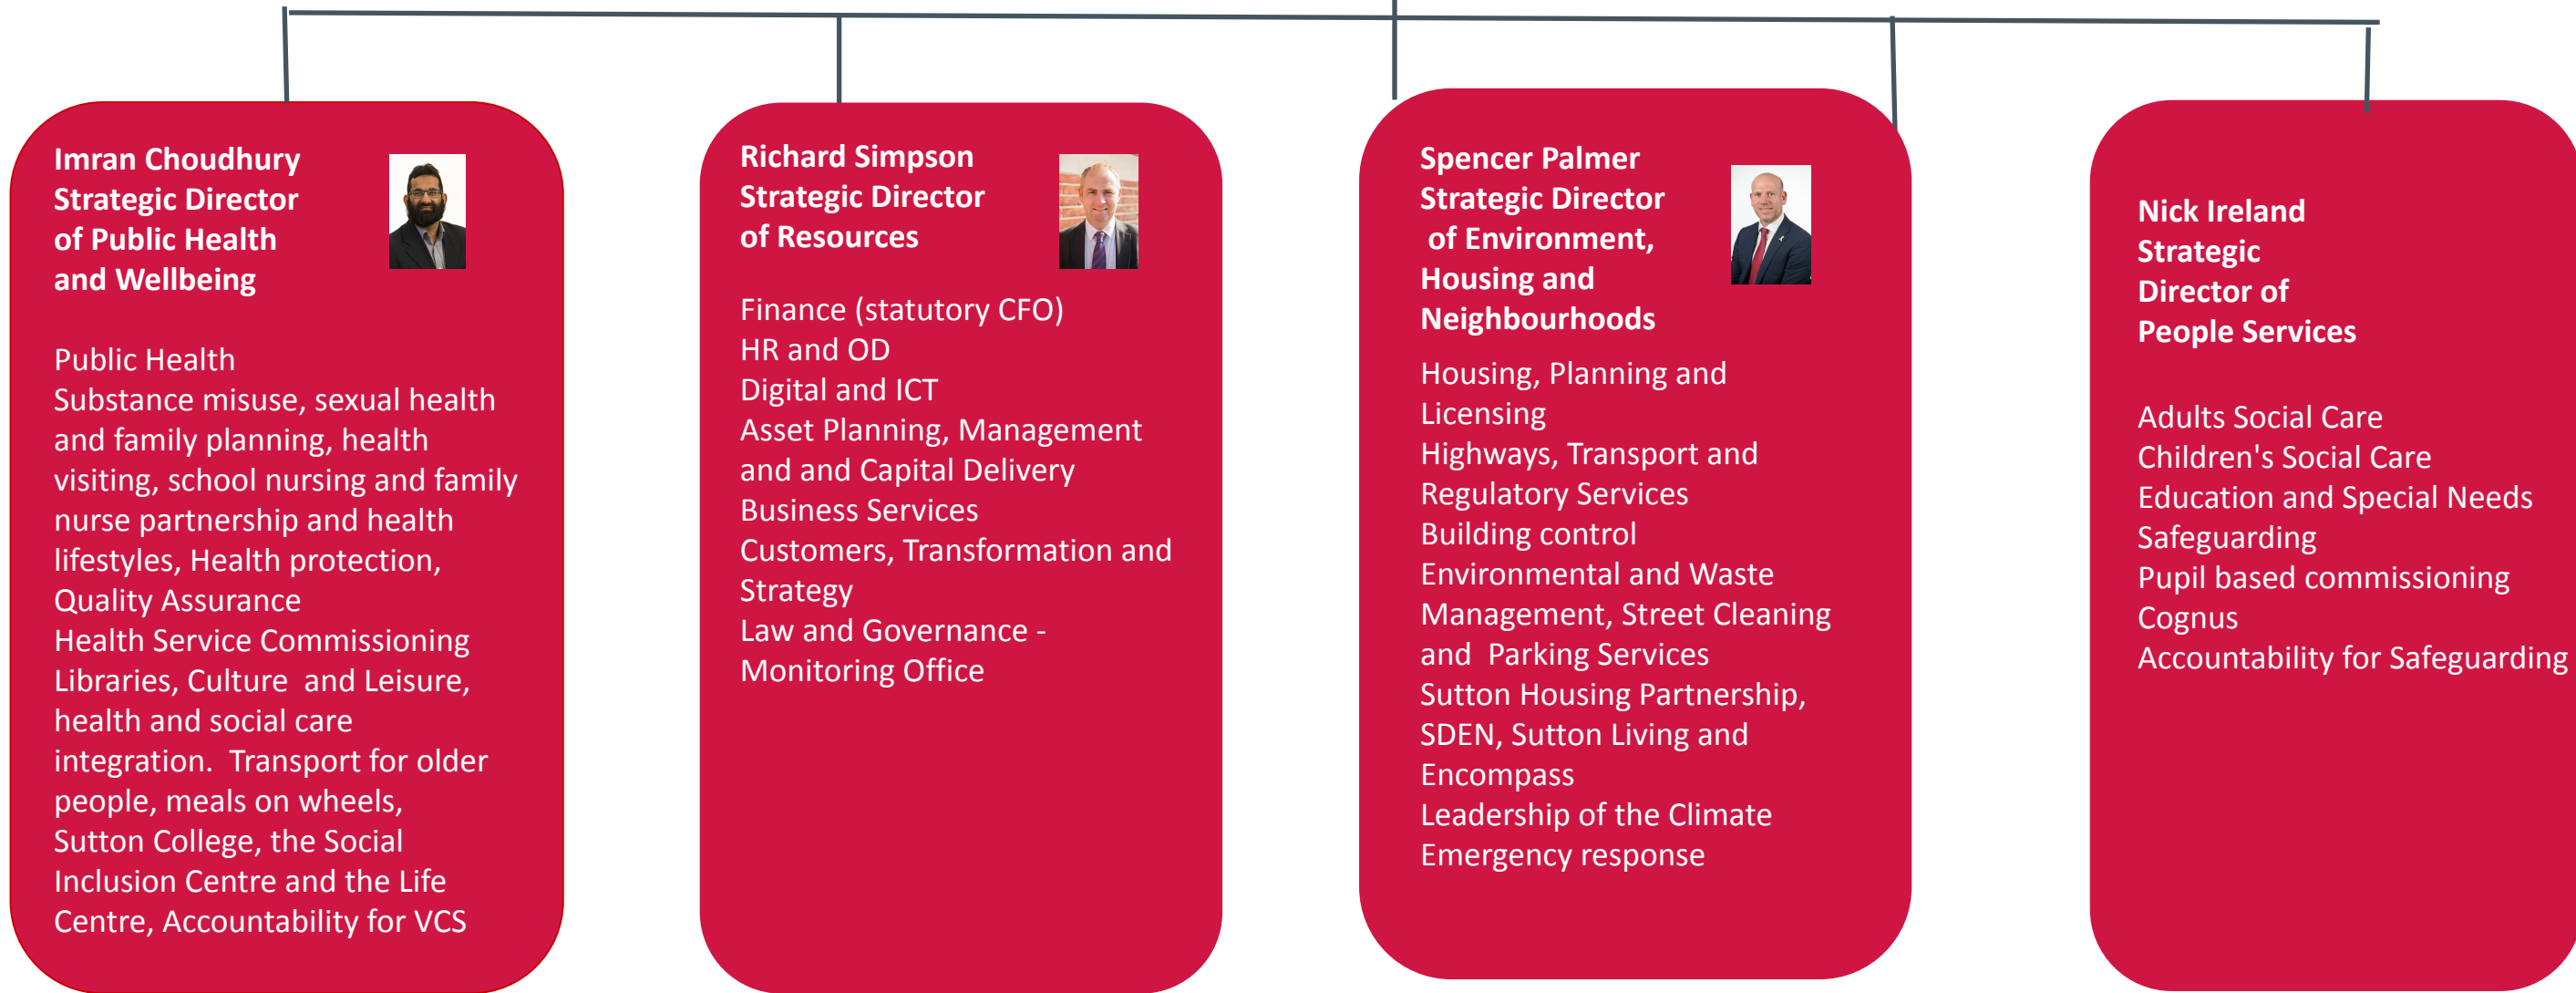 Imran Choudhury
Strategic Director
of Public Health
and Wellbeing
Public Health
Substance misuse, sexual health
and family planning, health
visiting, school nursing and family
nurse partnership and health
lifestyles, Health protection,
Quality Assurance
Health Service Commissioning
Libraries, Culture and Leisure,
health and social care
integration. Transport for older
people, meals on wheels,
Sutton College, the Social
Inclusion Centre and the Life
Centre, Accountability for VCS
Richard Simpson
Strategic Director
of Resources
Finance (statutory CFO)
HR and OD
Digital and ICT
Asset Planning, Management
and and Capital Delivery
Business Services
Customers, Transformation and
Strategy
Law and Governance -
Monitoring Office
Spencer Palmer
Strategic Director
of Environment,
Housing and
Neighbourhoods
Housing, Planning and
Licensing
Highways, Transport and
Regulatory Services
Building control
Environmental and Waste
Management, Street Cleaning
and Parking Services
Sutton Housing Partnership,
SDEN, Sutton Living and
Encompass
Leadership of the Climate
Emergency response
Nick Ireland
Strategic
Director of
People Services
Adults Social Care
Children's Social Care
Education and Special Needs
Safeguarding
Pupil based commissioning
Cognus
Accountability for Safeguarding